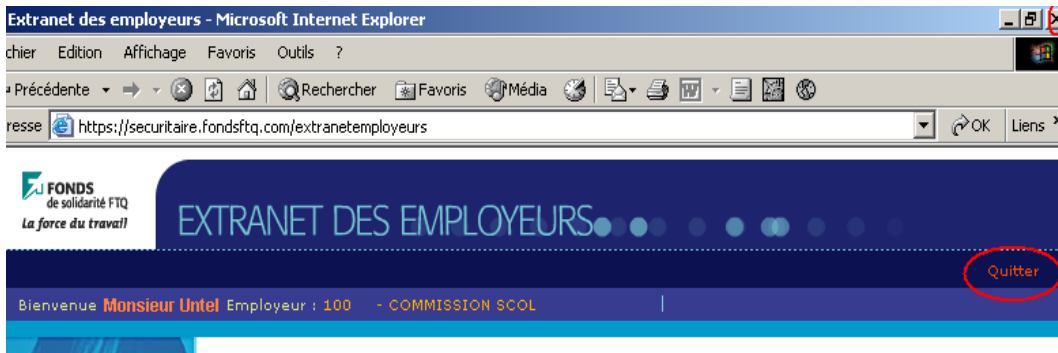 Extranet des employeurs - Microsoft Internet Explorer
chier Edition Affichage Favoris Outils ?
Précédente Rechercher Favoris Média
resse https://securitaire.fondsftq.com/extranetemployeurs OK Liens
FONDS
de solidarité FTQ
La force du travail
EXTRANET DES EMPLOYEURS
Quitter
Bienvenue Monsieur Untel Employeur : 100 - COMMISSION SCOL